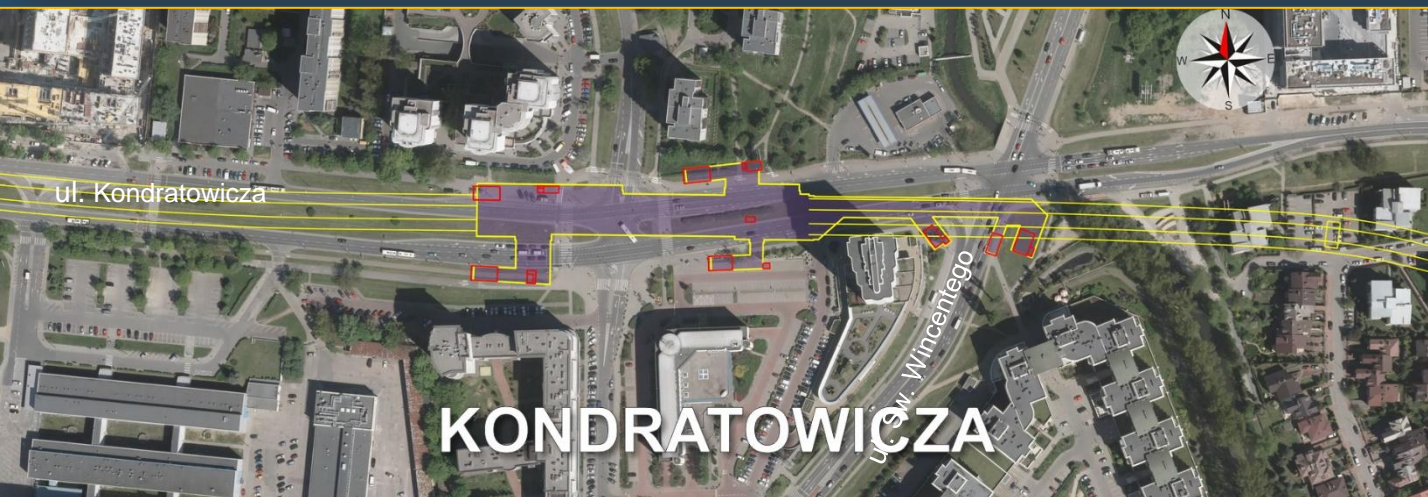 N
W
E
S
ul. Kondratowicza
ul. Św. Wincentego
KONDRATOWICZA